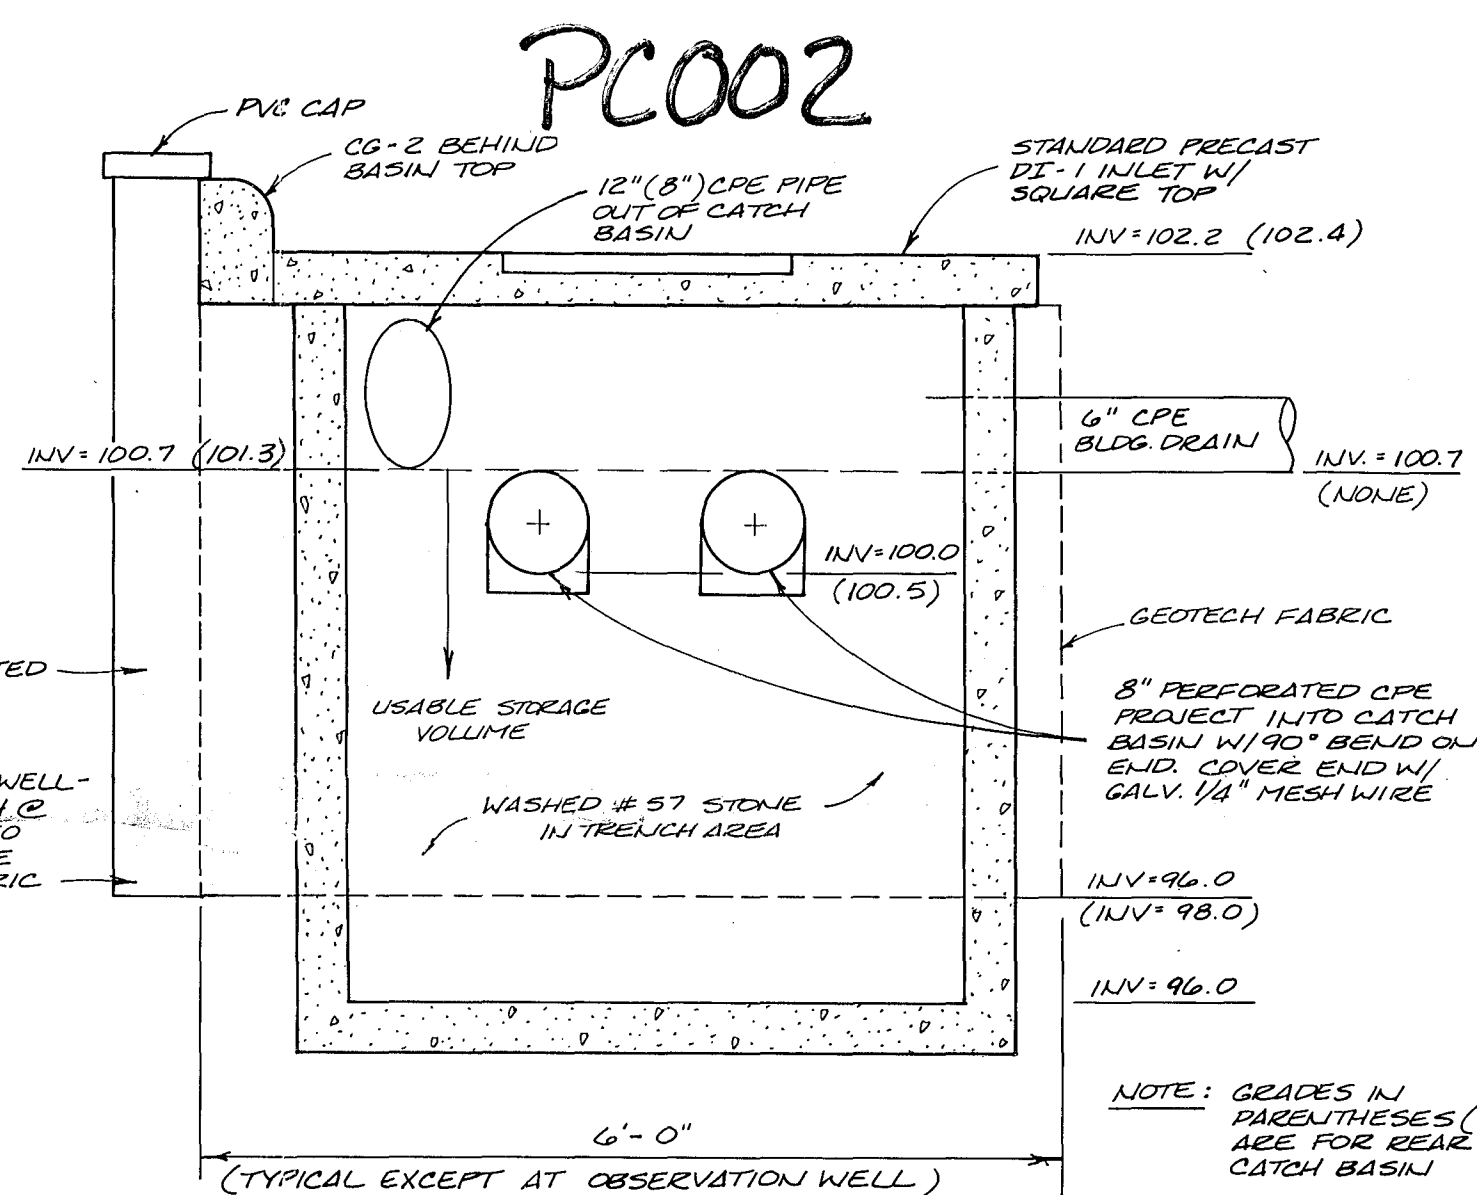 PC002
PVC CAP
CG-2 BEHIND
BASIN TOP
12"(8") CPE PIPE
OUT OF CATCH
BASIN
STANDARD PRECAST
DI-1 INLET W/
SQUARE TOP
INV=102.2 (102.4)
INV=100.7 (101.3)
6" CPE
BLDG. DRAIN
INV.=100.7
(NONE)
INV=100.0
(100.5)
GEOTECH FABRIC
TED
USABLE STORAGE
VOLUME
8" PERFORATED CPE
PROJECT INTO CATCH
BASIN W/90° BEND ON
END. COVER END W/
GALV. 1/4" MESH WIRE
WELL-
H @
O
E
RIC
WASHED #57 STONE
IN TRENCH AREA
INV=96.0
(INV=98.0)
INV=96.0
NOTE: GRADES IN
PARENTHESES (
ARE FOR REAR
CATCH BASIN
6'-0"
(TYPICAL EXCEPT AT OBSERVATION WELL)